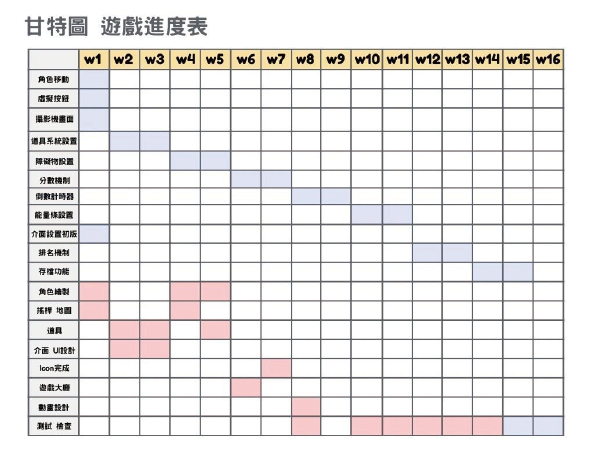 甘特圖 遊戲進度表
w1 w2 w3 w4 w5 w6 w7 w8 w9 w10 w11 w12 w13 w14 w15 w16
角色移動
虛擬按鈕
攝影機畫面
道具系統設置
障礙物設置
分數機制
倒數計時器
能量條設置
介面設置初版
排名機制
存檔功能
角色繪製
搖桿 地圖
道具
介面 UI設計
Icon完成
遊戲大廳
動畫設計
測試 檢查